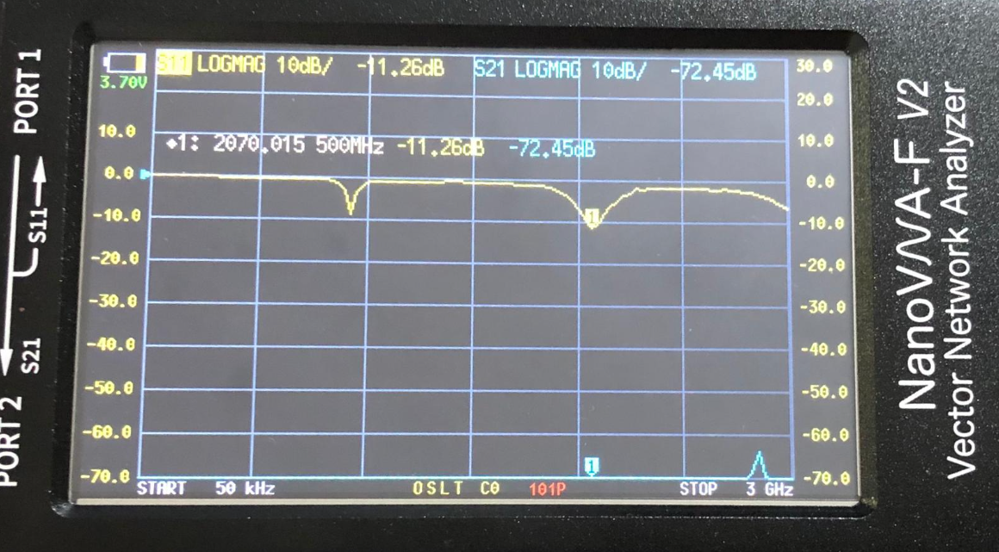 S11 LOGMAG 10dB/ -11.26dB S21 LOGMAG 10dB/ -72.45dB
3.70V
1: 2070.015 500MHz -11.26dB -72.45dB
30.0
20.0
10.0 10.0
0.0 0.0
-10.0 -10.0
-20.0 -20.0
-30.0 -30.0
-40.0 -40.0
-50.0 -50.0
-60.0 -60.0
-70.0 -70.0
1
1
START 50 kHz OSLT C0 101P STOP 3 GHz
PORT 1
S11
S21
PORT 2
NanoVNA-F V2
Vector Network Analyzer